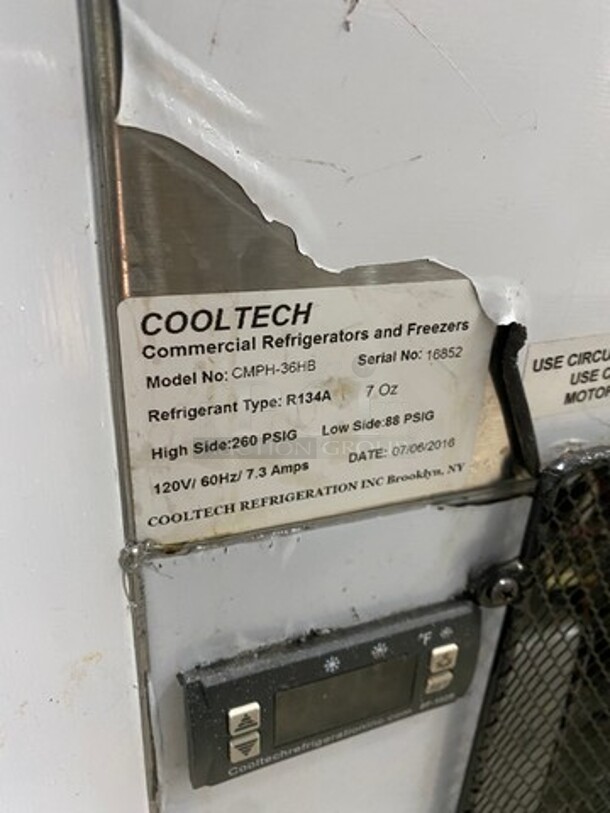 COOLTECH
Commercial Refrigerators and Freezers
Model No: CMPH-36HB Serial No: 16852
Refrigerant Type: R134A 7 Oz
High Side:260 PSIG Low Side:88 PSIG
120V/ 60Hz/ 7.3 Amps DATE: 07/06/2016
COOLTECH REFRIGERATION INC Brooklyn, NY
USE CIRCU
USE C
MOTOR
°F
Cooltechrefrigerationinc.com